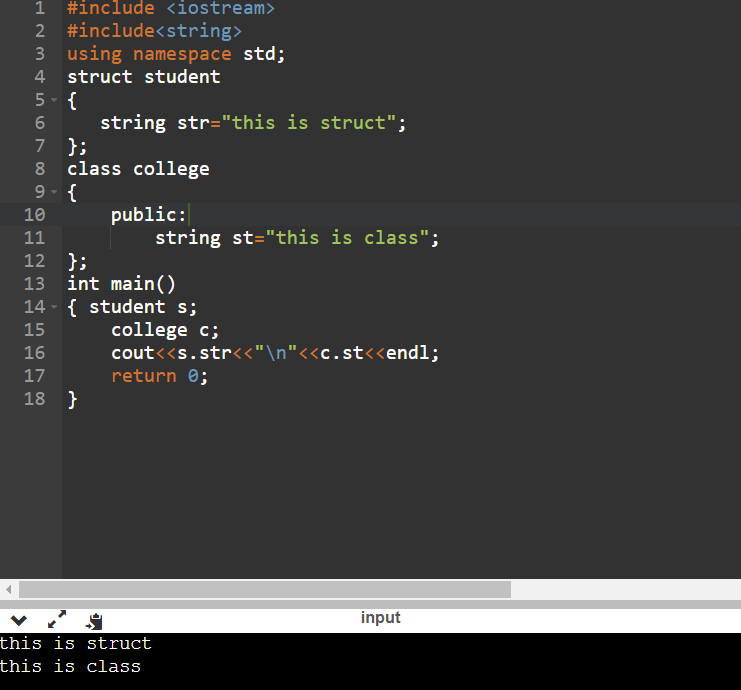 1 #include <iostream>
2 #include<string>
3 using namespace std;
4 struct student
5 {
6    string str="this is struct";
7 };
8 class college
9 {
10     public:
11         string st="this is class";
12 };
13 int main()
14 { student s;
15     college c;
16     cout<<s.str<<"\n"<<c.st<<endl;
17     return 0;
18 }
input
this is struct
this is class